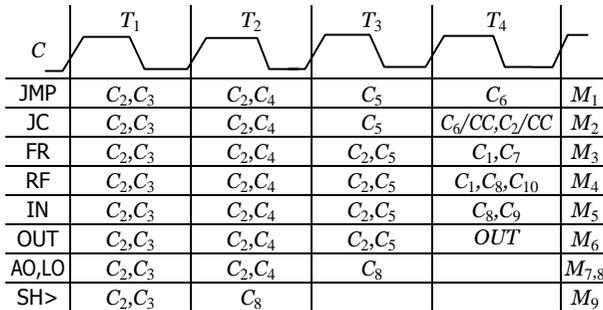 T₁ T₂ T₃ T₄
C
JMP C₂,C₃ C₂,C₄ C₅ C₆ M₁
JC C₂,C₃ C₂,C₄ C₅ C₆/CC,C₂/CC M₂
FR C₂,C₃ C₂,C₄ C₂,C₅ C₁,C₇ M₃
RF C₂,C₃ C₂,C₄ C₂,C₅ C₁,C₈,C₁₀ M₄
IN C₂,C₃ C₂,C₄ C₂,C₅ C₈,C₉ M₅
OUT C₂,C₃ C₂,C₄ C₂,C₅ OUT M₆
AO,LO C₂,C₃ C₂,C₄ C₈ M₇,₈
SH> C₂,C₃ C₈ M₉